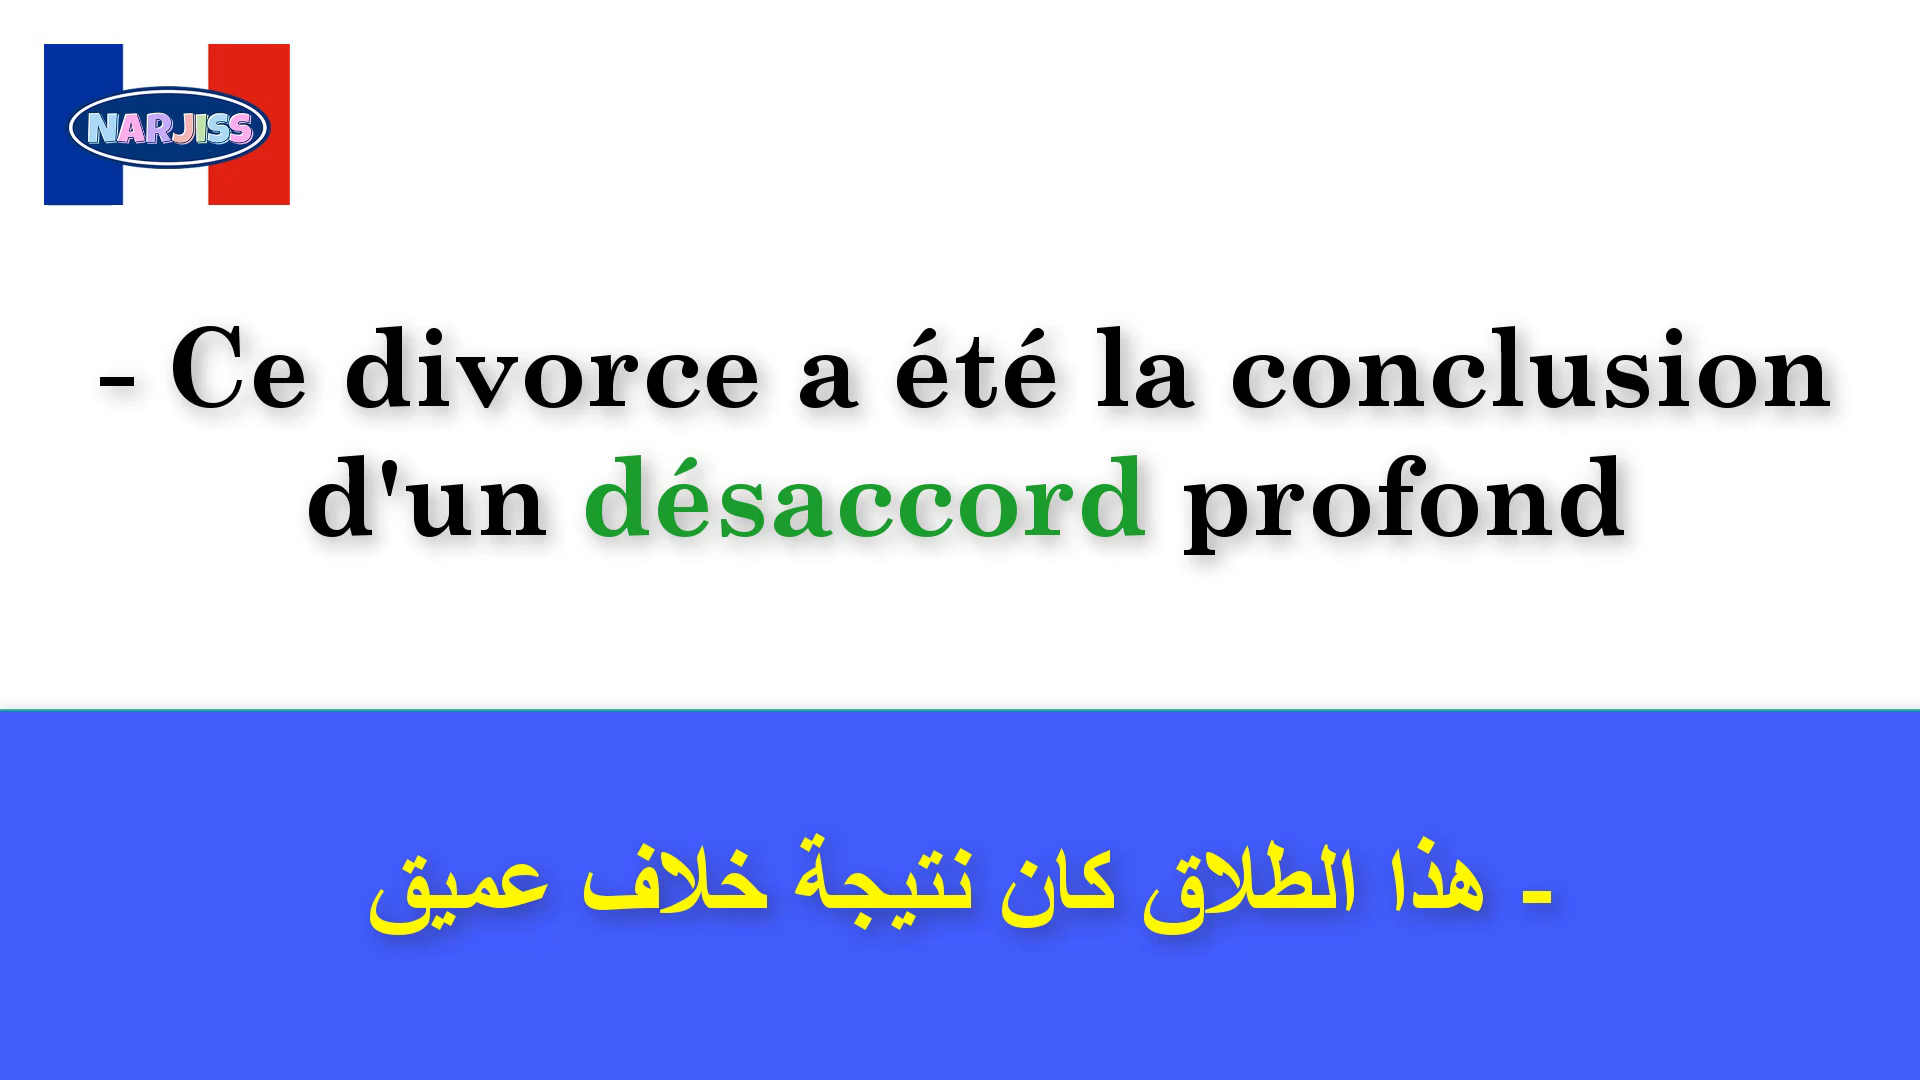 NARJISS
- Ce divorce a été la conclusion
d'un désaccord profond
- هذا الطلاق كان نتيجة خلاف عميق